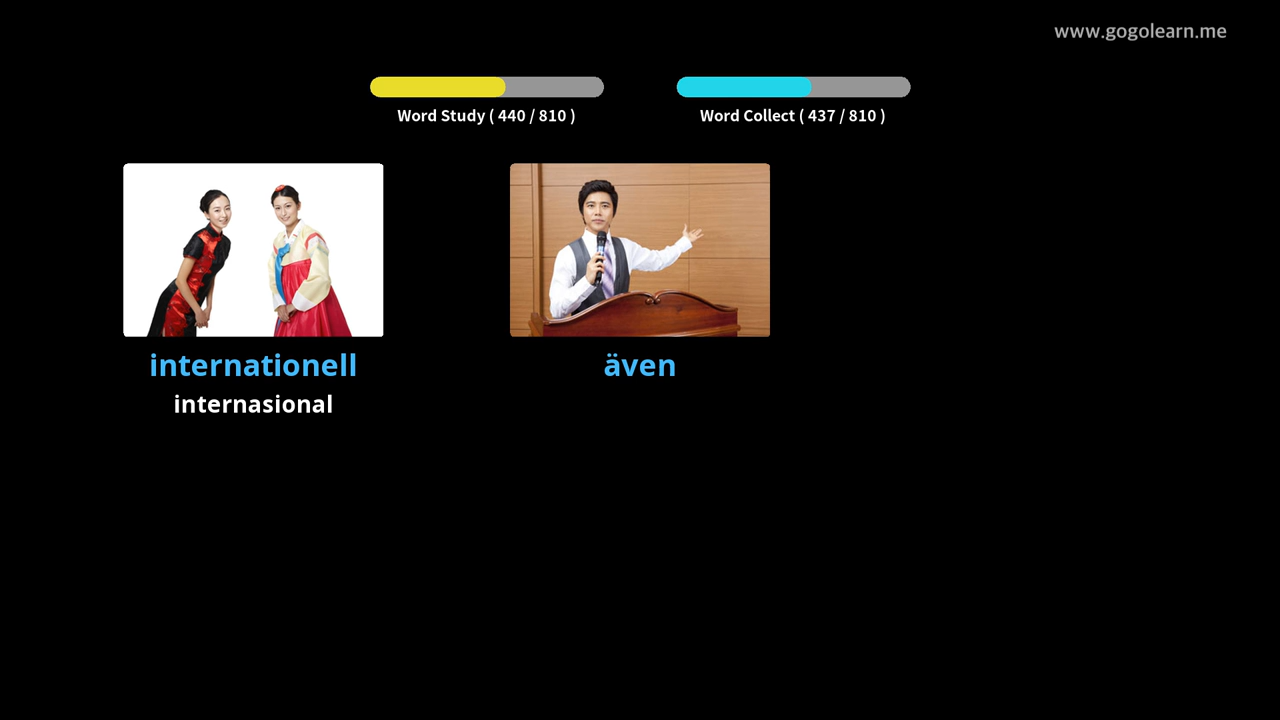 www.gogolearn.me
Word Study ( 440 / 810 )
Word Collect ( 437 / 810 )
internationell
även
internasional